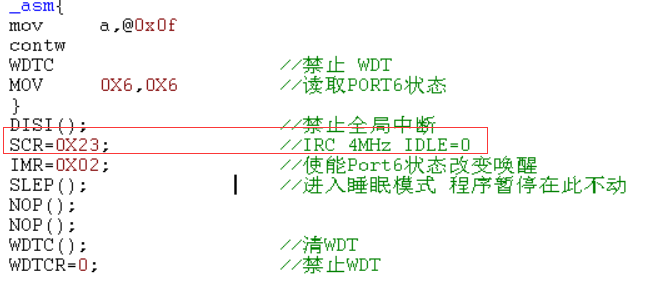 _asm{
mov a,@0x0f
contw
WDTC //禁止 WDT
MOV 0X6,0X6 //读取PORT6状态
}
DISI(); //禁止全局中断
SCR=0X23; //IRC 4MHz IDLE=0
IMR=0X02; //使能Port6状态改变唤醒
SLEP(); //进入睡眠模式 程序暂停在此不动
NOP();
NOP();
WDTC(); //清WDT
WDTCR=0; //禁止WDT